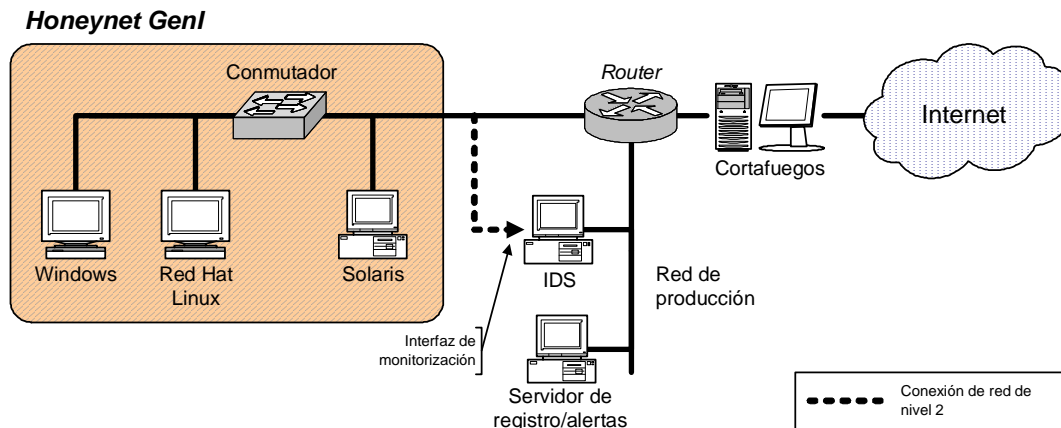 Honeynet GenI
Conmutador
Router
Internet
Cortafuegos
Windows
Red Hat
Linux
Solaris
IDS
Red de
producción
Interfaz de
monitorización
Servidor de
registro/alertas
Conexión de red de
nivel 2